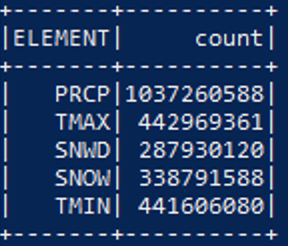 +-------+----------+
|ELEMENT|     count|
+-------+----------+
|   PRCP|1037260588|
|   TMAX| 442969361|
|   SNWD| 287930120|
|   SNOW| 338791588|
|   TMIN| 441606080|
+-------+----------+